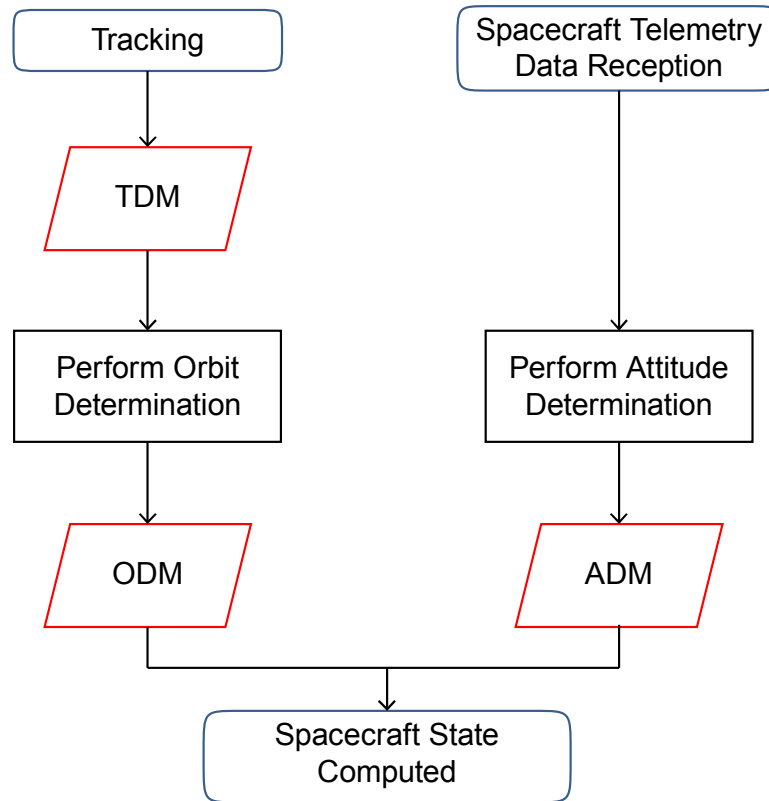 Tracking
Spacecraft Telemetry
Data Reception
TDM
Perform Orbit
Determination
Perform Attitude
Determination
ODM
ADM
Spacecraft State
Computed